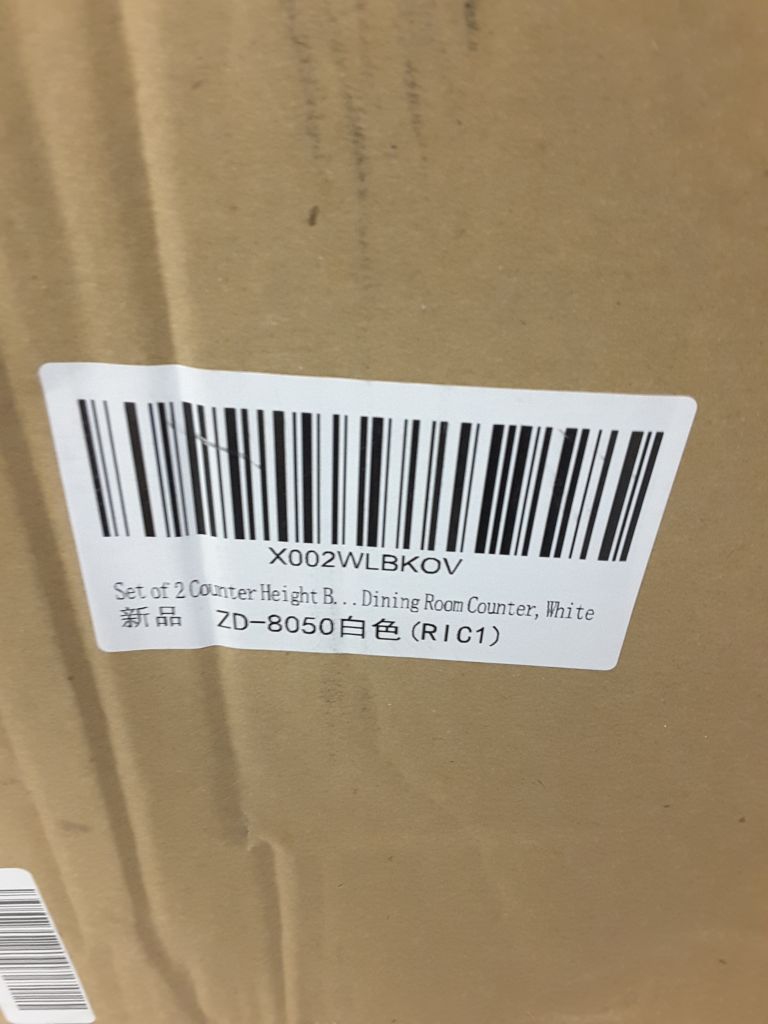 X002WLBKOV
Set of 2 Counter Height B...Dining Room Counter, White
新品 ZD-8050白色(RIC1)